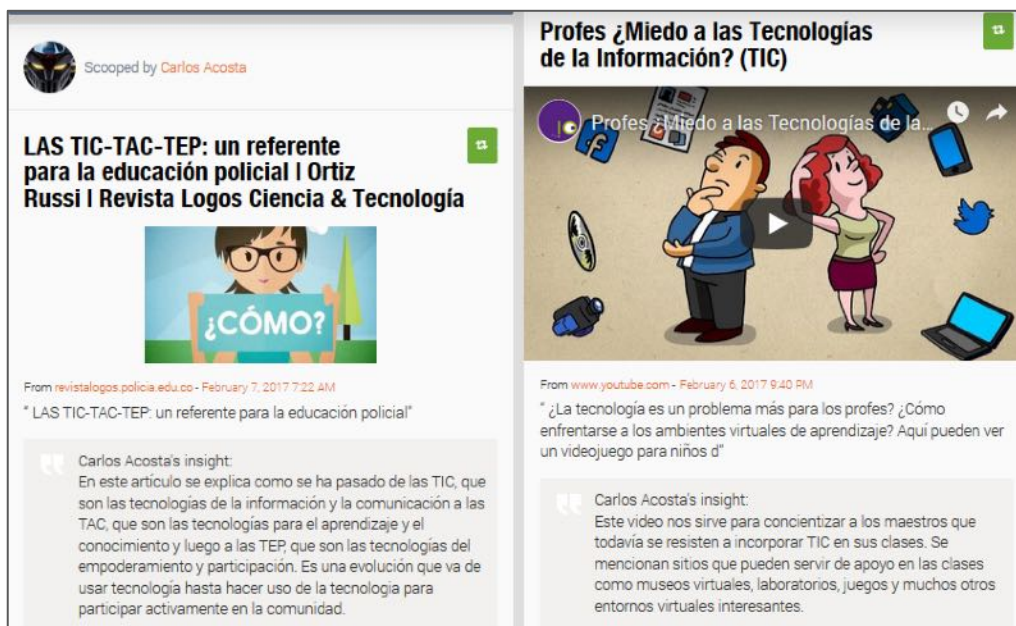 Scooped by Carlos Acosta
LAS TIC-TAC-TEP: un referente
para la educación policial | Ortiz
Russi | Revista Logos Ciencia & Tecnología
¿CÓMO?
From revistalogos.policia.edu.co - February 7, 2017 7:22 AM
" LAS TIC-TAC-TEP: un referente para la educación policial"
Carlos Acosta's insight:
En este artículo se explica como se ha pasado de las TIC, que
son las tecnologías de la información y la comunicación a las
TAC, que son las tecnologías para el aprendizaje y el
conocimiento y luego a las TEP, que son las tecnologías del
empoderamiento y participación. Es una evolución que va de
usar tecnología hasta hacer uso de la tecnologia para
participar activamente en la comunidad.
Profes ¿Miedo a las Tecnologías
de la Información? (TIC)
Profes ¿Miedo a las Tecnologías de la...
From www.youtube.com - February 6, 2017 9:40 PM
" ¿La tecnología es un problema más para los profes? ¿Cómo
enfrentarse a los ambientes virtuales de aprendizaje? Aquí pueden ver
un videojuego para niños d"
Carlos Acosta's insight:
Este video nos sirve para concientizar a los maestros que
todavía se resisten a incorporar TIC en sus clases. Se
mencionan sitios que pueden servir de apoyo en las clases
como museos virtuales, laboratorios, juegos y muchos otros
entornos virtuales interesantes.